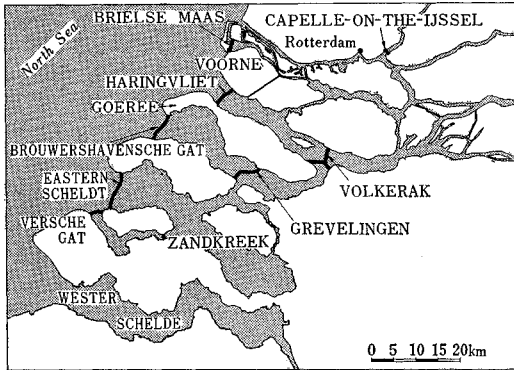 BRIELSE MAAS
CAPELLE-ON-THE-IJSSEL
North Sea
Rotterdam
VOORNE
HARINGVLIET
GOEREE
BROUWERSHAVENSCHE GAT
EASTERN
SCHELDT
VOLKERAK
VERSCHE
GAT
GREVELINGEN
ZANDKREEK
WESTER
SCHELDE
0 5 10 15 20km